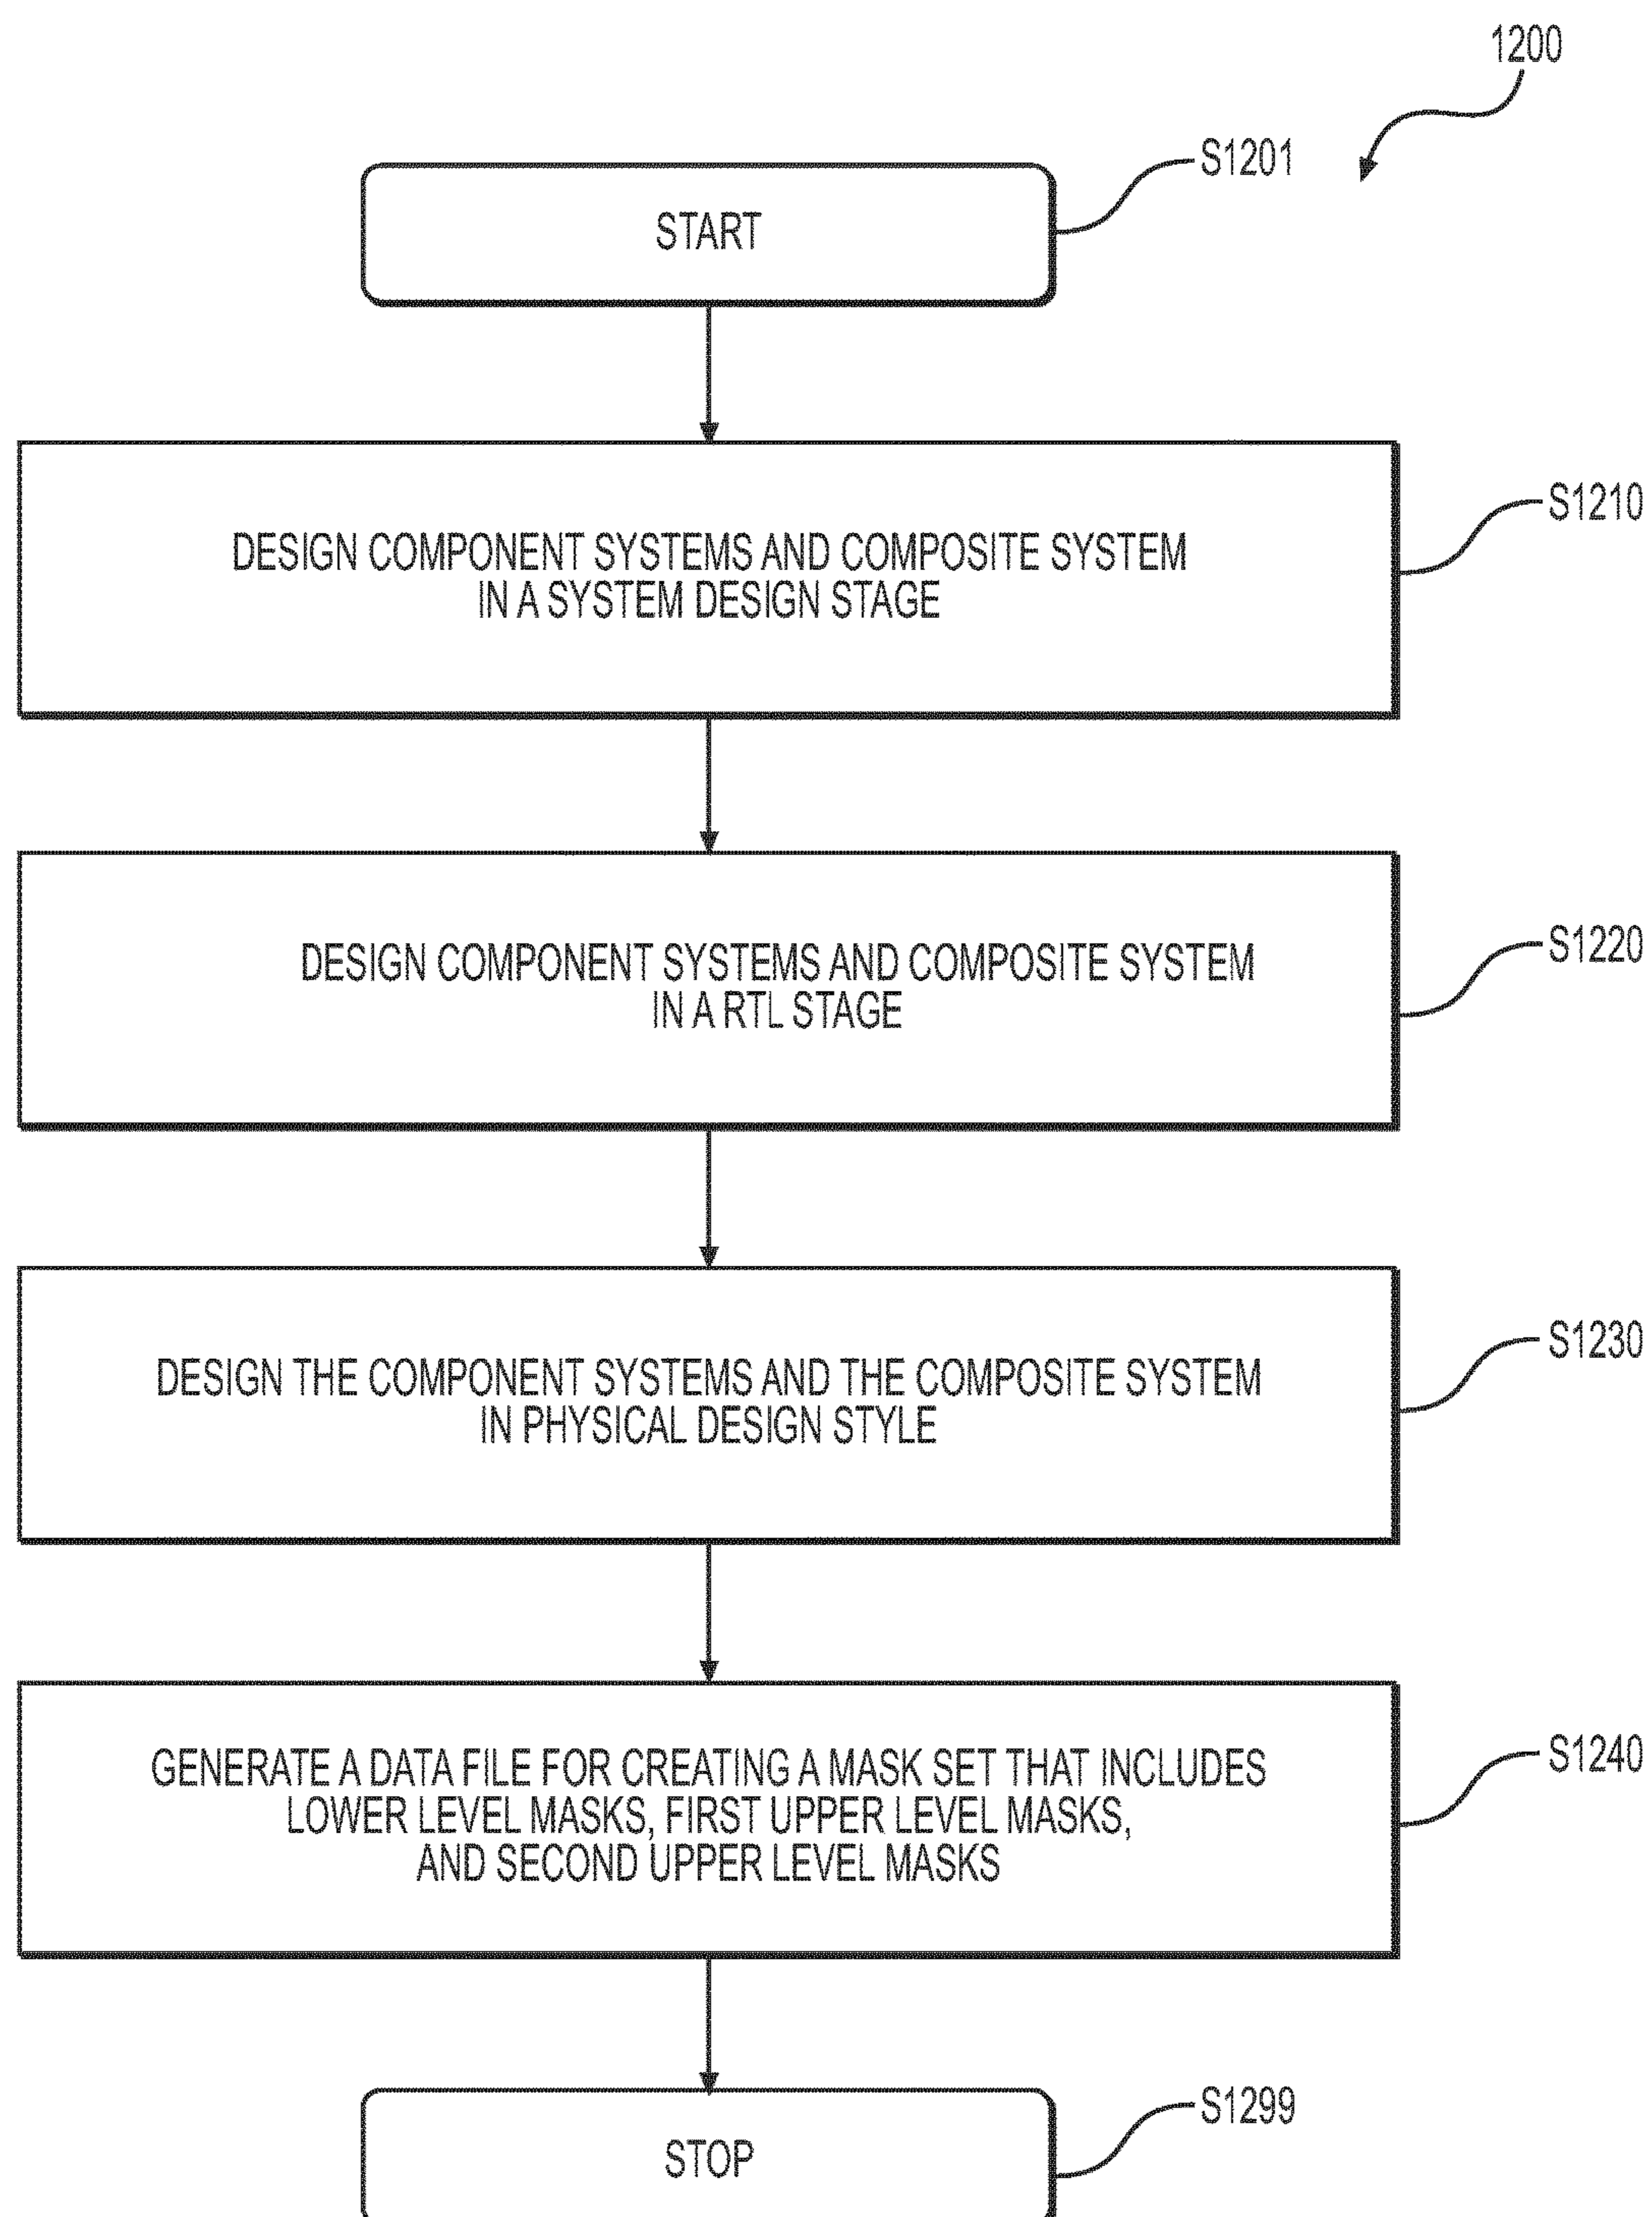 1200
S1201
START
S1210
DESIGN COMPONENT SYSTEMS AND COMPOSITE SYSTEM
IN A SYSTEM DESIGN STAGE
S1220
DESIGN COMPONENT SYSTEMS AND COMPOSITE SYSTEM
IN A RTL STAGE
S1230
DESIGN THE COMPONENT SYSTEMS AND THE COMPOSITE SYSTEM
IN PHYSICAL DESIGN STYLE
S1240
GENERATE A DATA FILE FOR CREATING A MASK SET THAT INCLUDES
LOWER LEVEL MASKS, FIRST UPPER LEVEL MASKS,
AND SECOND UPPER LEVEL MASKS
S1299
STOP